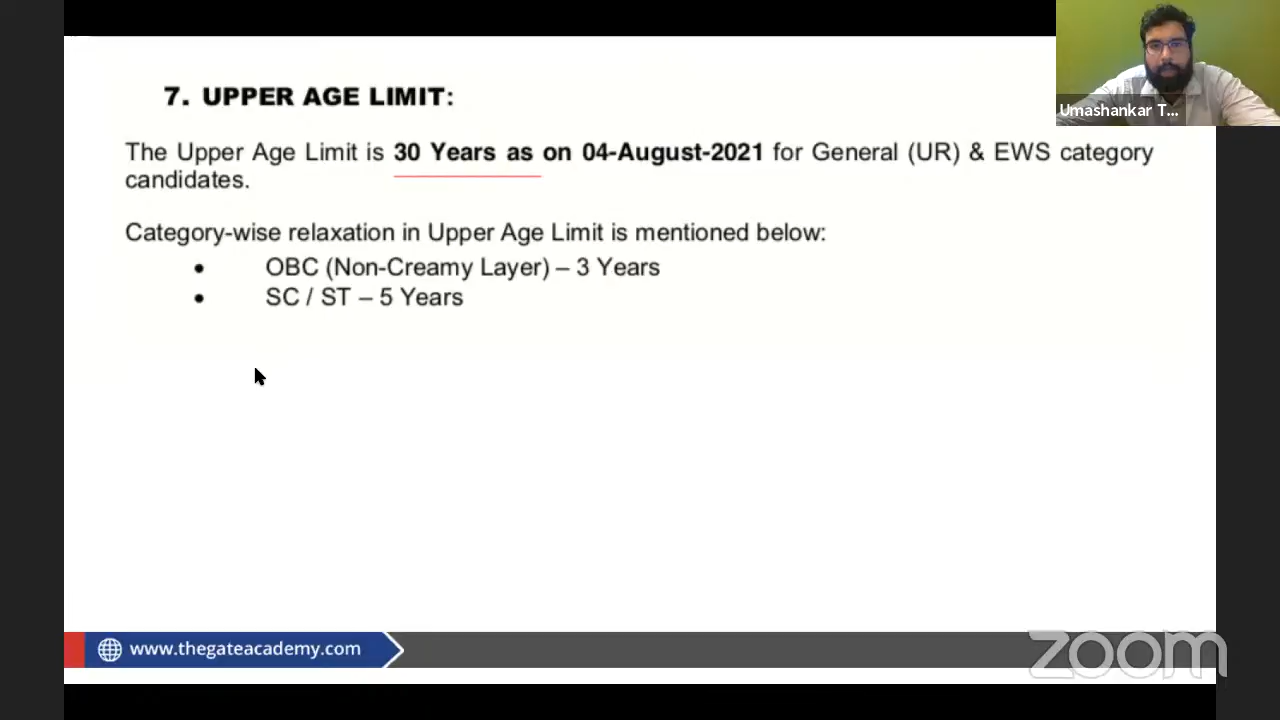 7. UPPER AGE LIMIT:
Umashankar T...
The Upper Age Limit is 30 Years as on 04-August-2021 for General (UR) & EWS category
candidates.
Category-wise relaxation in Upper Age Limit is mentioned below:
• OBC (Non-Creamy Layer) – 3 Years
• SC / ST – 5 Years
www.thegateacademy.com
zoom